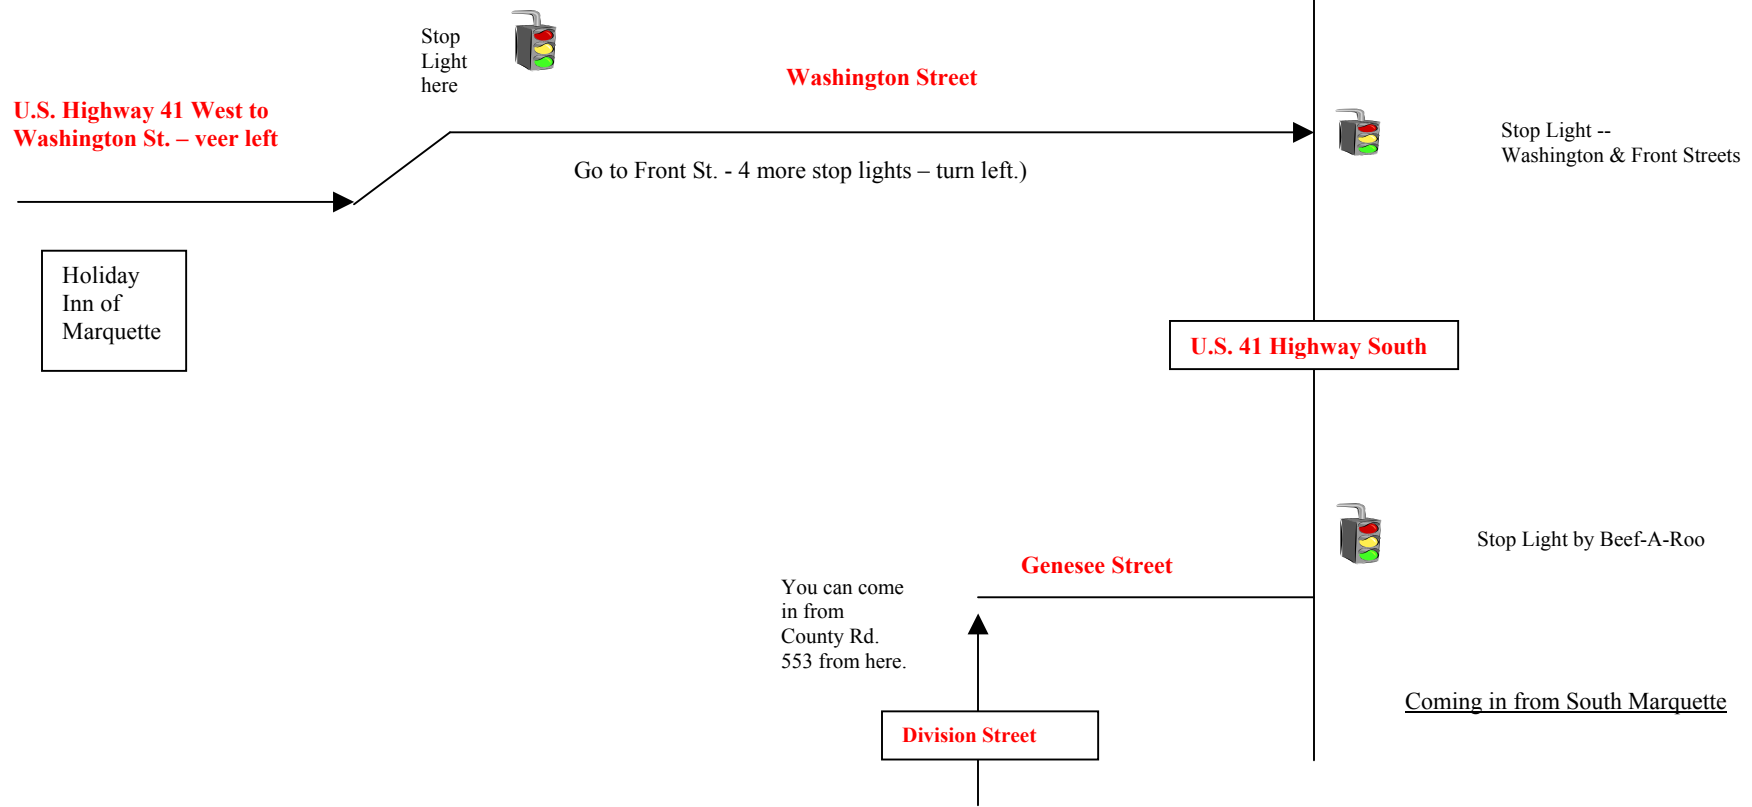 Stop
Light
here
Washington Street
U.S. Highway 41 West to
Washington St. – veer left
Stop Light --
Washington & Front Streets
Go to Front St. - 4 more stop lights – turn left.)
Holiday
Inn of
Marquette
U.S. 41 Highway South
Stop Light by Beef-A-Roo
Genesee Street
You can come
in from
County Rd.
553 from here.
Coming in from South Marquette
Division Street